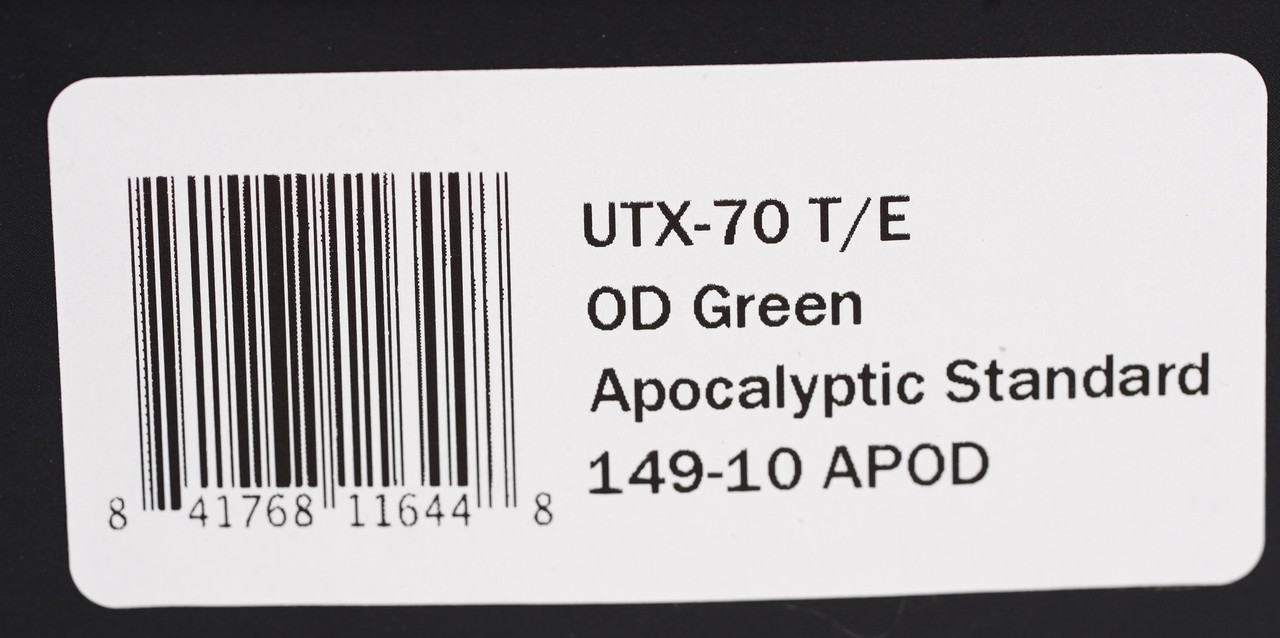 UTX-70 T/E
OD Green
Apocalyptic Standard
149-10 APOD
8 41768 11644 8